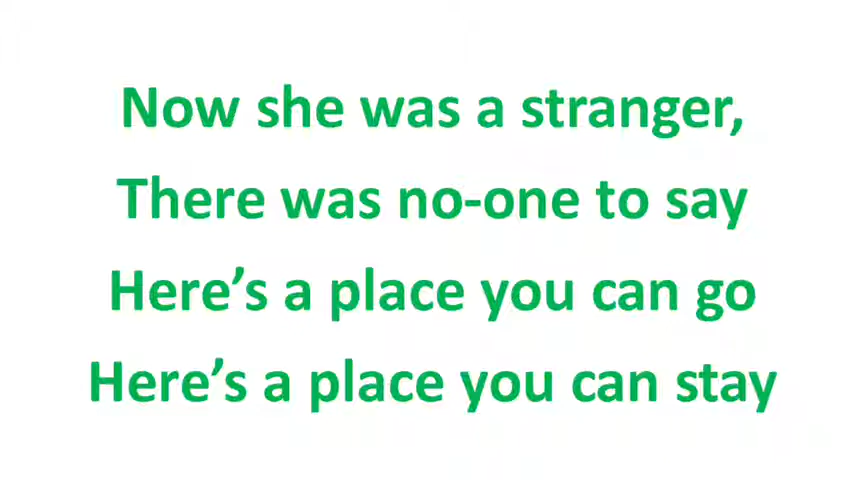 Now she was a stranger,
There was no-one to say
Here’s a place you can go
Here’s a place you can stay